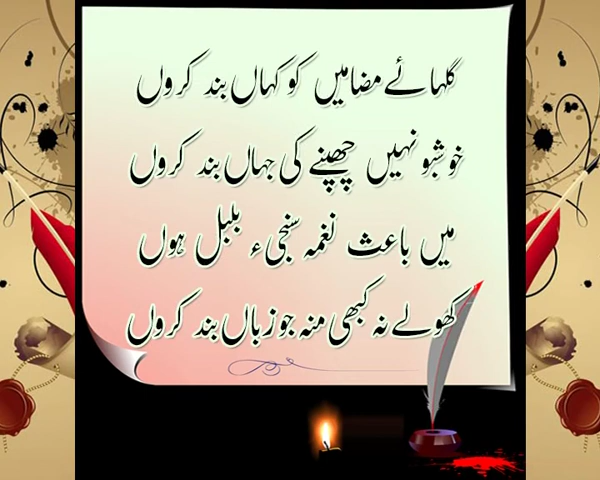 گلہائے مضامیں کو کہاں بند کروں
خوشبو نہیں چھپنے کی جہاں بند کروں
میں باعث نغمہ سنجیء بلبل ہوں
کھولے نہ کبھی منہ جو زباں بند کروں